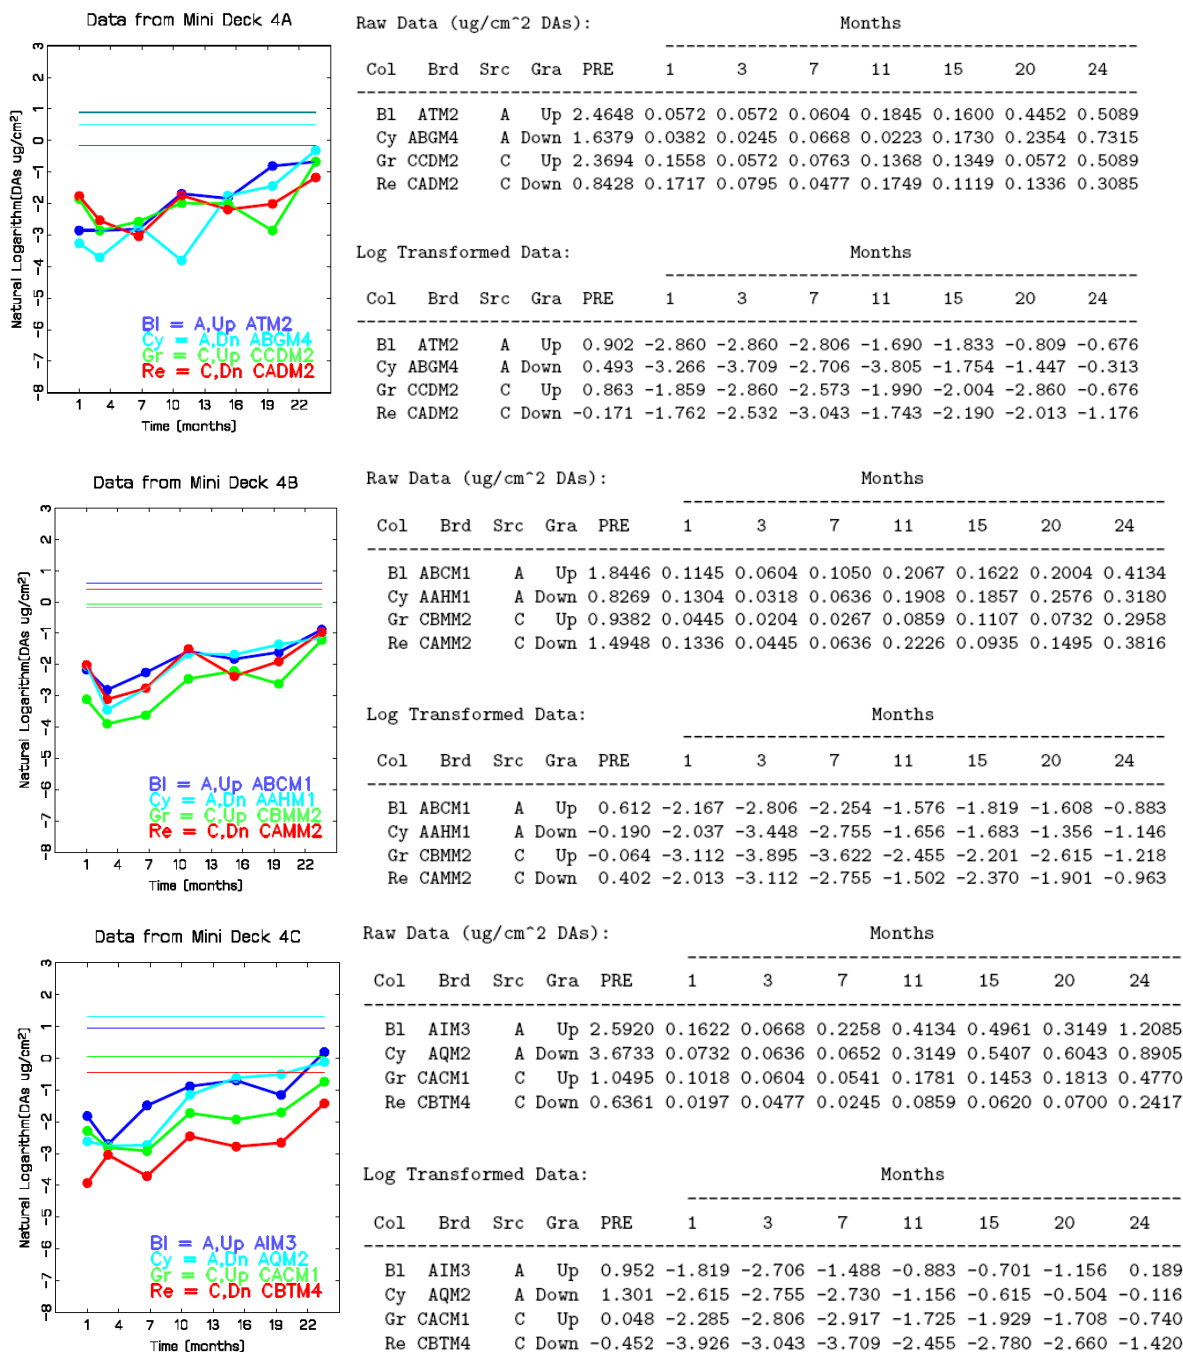 Data from Mini Deck 4A
Natural Logarithm[DAs ug/cm²]
3
2
1
0
-1
-2
-3
-4
-5
-6
-7
-8
Bl = A,Up ATM2
Cy = A,Dn ABGM4
Gr = C,Up CCDM2
Re = C,Dn CADM2
1 4 7 10 13 16 19 22
Time [months]
Raw Data (ug/cm^2 DAs): Months
Col Brd Src Gra PRE 1 3 7 11 15 20 24
Bl ATM2 A Up 2.4648 0.0572 0.0572 0.0604 0.1845 0.1600 0.4452 0.5089
Cy ABGM4 A Down 1.6379 0.0382 0.0245 0.0668 0.0223 0.1730 0.2354 0.7315
Gr CCDM2 C Up 2.3694 0.1558 0.0572 0.0763 0.1368 0.1349 0.0572 0.5089
Re CADM2 C Down 0.8428 0.1717 0.0795 0.0477 0.1749 0.1119 0.1336 0.3085
Log Transformed Data: Months
Col Brd Src Gra PRE 1 3 7 11 15 20 24
Bl ATM2 A Up 0.902 -2.860 -2.860 -2.806 -1.690 -1.833 -0.809 -0.676
Cy ABGM4 A Down 0.493 -3.266 -3.709 -2.706 -3.805 -1.754 -1.447 -0.313
Gr CCDM2 C Up 0.863 -1.859 -2.860 -2.573 -1.990 -2.004 -2.860 -0.676
Re CADM2 C Down -0.171 -1.762 -2.532 -3.043 -1.743 -2.190 -2.013 -1.176
Data from Mini Deck 4B
Natural Logarithm[DAs ug/cm²]
3
2
1
0
-1
-2
-3
-4
-5
-6
-7
-8
Bl = A,Up ABCM1
Cy = A,Dn AAHM1
Gr = C,Up CBMM2
Re = C,Dn CAMM2
1 4 7 10 13 16 19 22
Time [months]
Raw Data (ug/cm^2 DAs): Months
Col Brd Src Gra PRE 1 3 7 11 15 20 24
Bl ABCM1 A Up 1.8446 0.1145 0.0604 0.1050 0.2067 0.1622 0.2004 0.4134
Cy AAHM1 A Down 0.8269 0.1304 0.0318 0.0636 0.1908 0.1857 0.2576 0.3180
Gr CBMM2 C Up 0.9382 0.0445 0.0204 0.0267 0.0859 0.1107 0.0732 0.2958
Re CAMM2 C Down 1.4948 0.1336 0.0445 0.0636 0.2226 0.0935 0.1495 0.3816
Log Transformed Data: Months
Col Brd Src Gra PRE 1 3 7 11 15 20 24
Bl ABCM1 A Up 0.612 -2.167 -2.806 -2.254 -1.576 -1.819 -1.608 -0.883
Cy AAHM1 A Down -0.190 -2.037 -3.448 -2.755 -1.656 -1.683 -1.356 -1.146
Gr CBMM2 C Up -0.064 -3.112 -3.895 -3.622 -2.455 -2.201 -2.615 -1.218
Re CAMM2 C Down 0.402 -2.013 -3.112 -2.755 -1.502 -2.370 -1.901 -0.963
Data from Mini Deck 4C
Natural Logarithm[DAs ug/cm²]
3
2
1
0
-1
-2
-3
-4
-5
-6
-7
-8
Bl = A,Up AIM3
Cy = A,Dn AQM2
Gr = C,Up CACM1
Re = C,Dn CBTM4
1 4 7 10 13 16 19 22
Time [months]
Raw Data (ug/cm^2 DAs): Months
Col Brd Src Gra PRE 1 3 7 11 15 20 24
Bl AIM3 A Up 2.5920 0.1622 0.0668 0.2258 0.4134 0.4961 0.3149 1.2085
Cy AQM2 A Down 3.6733 0.0732 0.0636 0.0652 0.3149 0.5407 0.6043 0.8905
Gr CACM1 C Up 1.0495 0.1018 0.0604 0.0541 0.1781 0.1453 0.1813 0.4770
Re CBTM4 C Down 0.6361 0.0197 0.0477 0.0245 0.0859 0.0620 0.0700 0.2417
Log Transformed Data: Months
Col Brd Src Gra PRE 1 3 7 11 15 20 24
Bl AIM3 A Up 0.952 -1.819 -2.706 -1.488 -0.883 -0.701 -1.156 0.189
Cy AQM2 A Down 1.301 -2.615 -2.755 -2.730 -1.156 -0.615 -0.504 -0.116
Gr CACM1 C Up 0.048 -2.285 -2.806 -2.917 -1.725 -1.929 -1.708 -0.740
Re CBTM4 C Down -0.452 -3.926 -3.043 -3.709 -2.455 -2.780 -2.660 -1.420